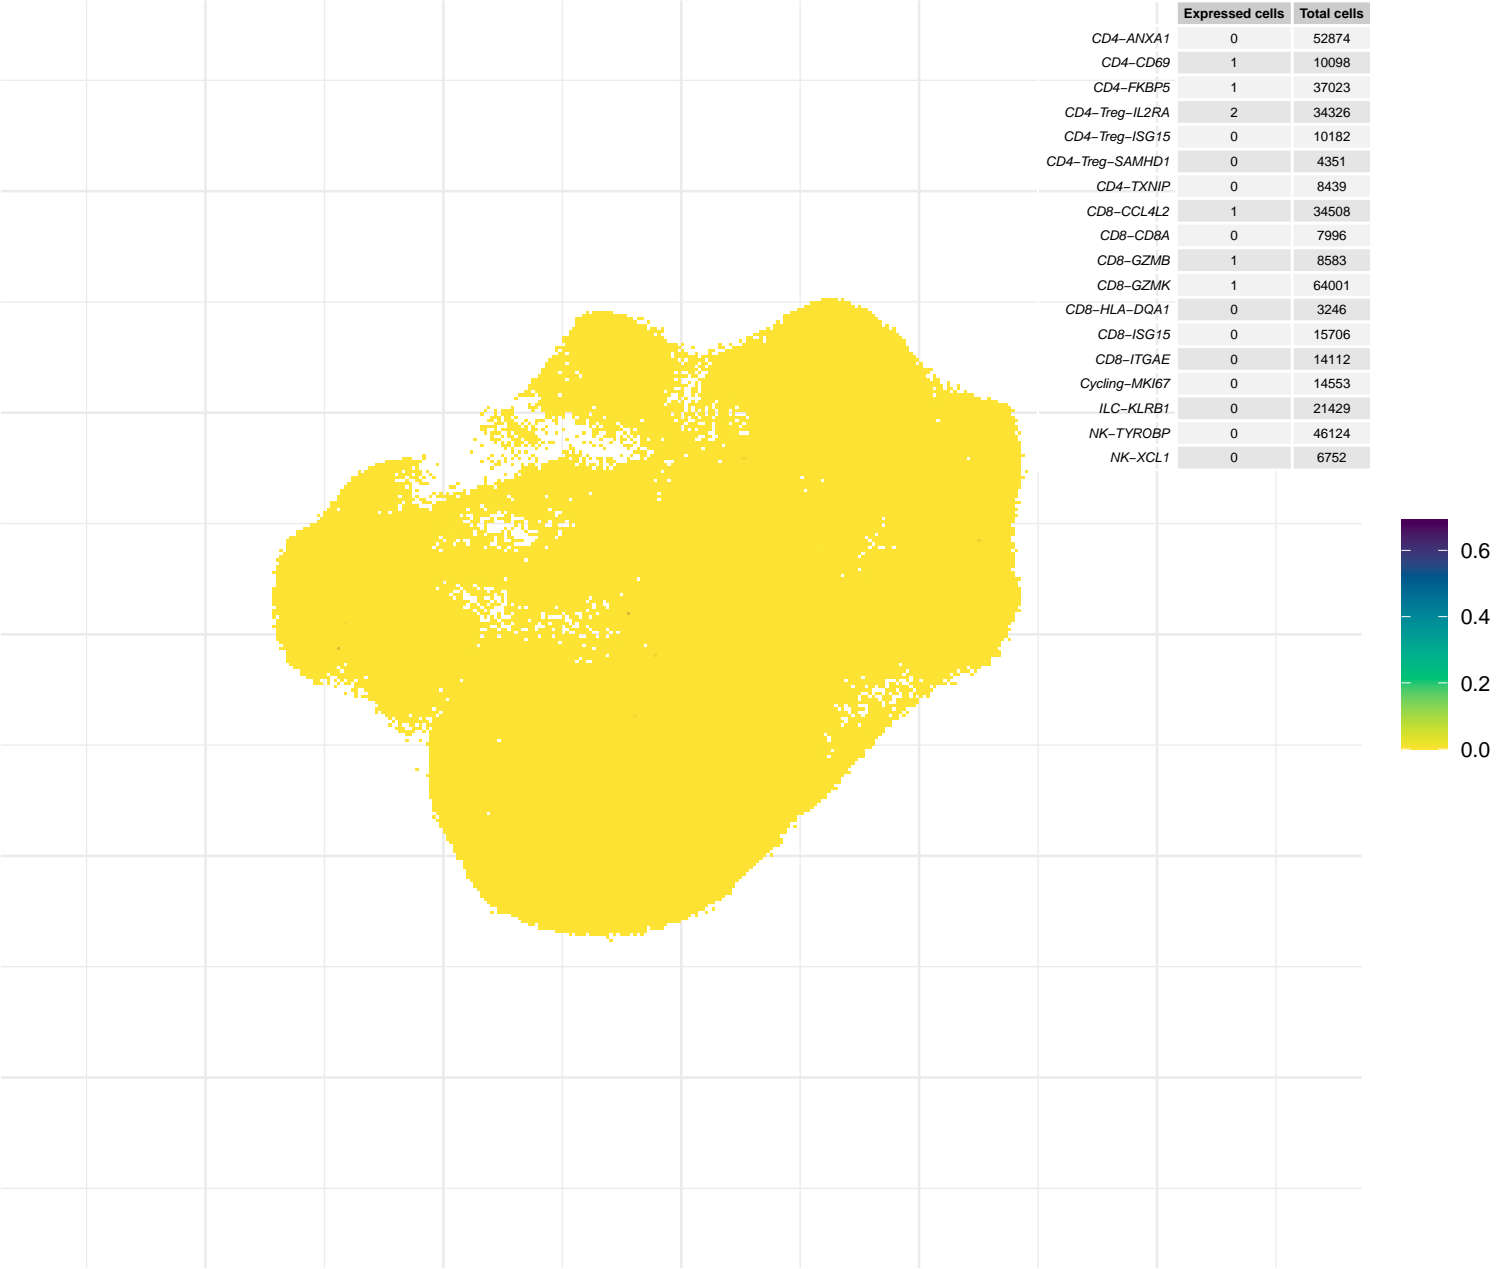 Expressed cells Total cells
CD4−ANXA1 0 52874
CD4−CD69 1 10098
CD4−FKBP5 1 37023
CD4−Treg−IL2RA 2 34326
CD4−Treg−ISG15 0 10182
CD4−Treg−SAMHD1 0 4351
CD4−TXNIP 0 8439
CD8−CCL4L2 1 34508
CD8−CD8A 0 7996
CD8−GZMB 1 8583
CD8−GZMK 1 64001
CD8−HLA−DQA1 0 3246
CD8−ISG15 0 15706
CD8−ITGAE 0 14112
Cycling−MKI67 0 14553
ILC−KLRB1 0 21429
NK−TYROBP 0 46124
NK−XCL1 0 6752
0.6
0.4
0.2
0.0